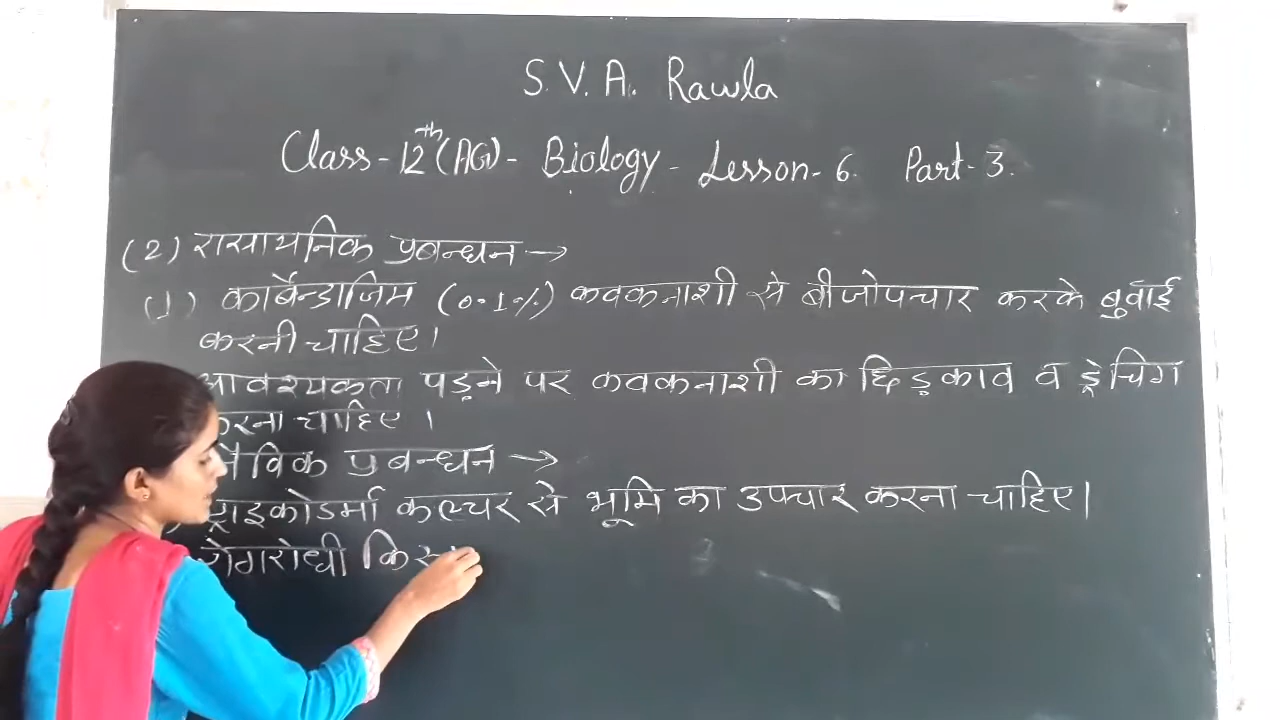 S.V.A. Rawla
Class-12th(AG)- Biology - Lesson-6. Part-3.
(2) रासायनिक प्रबन्धन →
(1) कार्बेन्डाजिम (0.1%) कवकनाशी से बीजोपचार करके बुवाई
करनी चाहिए।
आवश्यकता पड़ने पर कवकनाशी का छिड़काव व ड्रेचिंग
करना चाहिए।
जैविक प्रबन्धन →
ट्राइकोडर्मा कल्चर से भूमि का उपचार करना चाहिए।
रोगरोधी